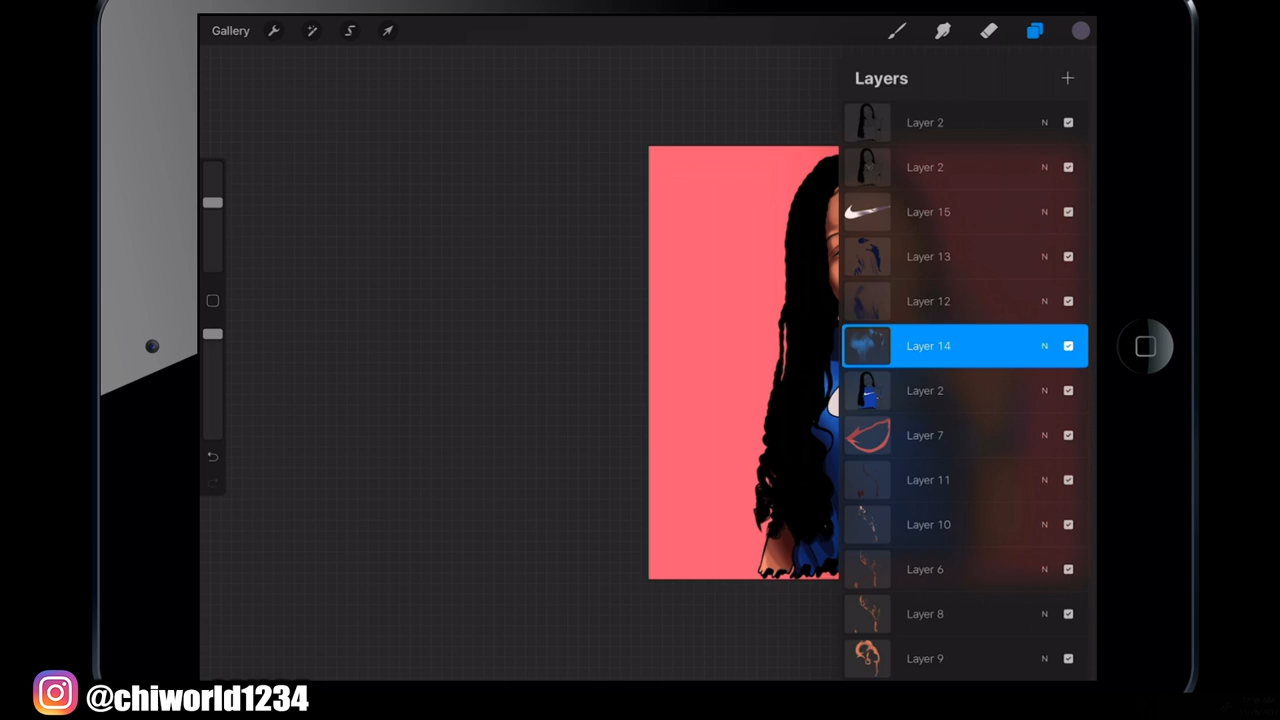 Gallery
Layers
Layer 2 N
Layer 2 N
Layer 15 N
Layer 13 N
Layer 12 N
Layer 14 N
Layer 2 N
Layer 7 N
Layer 11 N
Layer 10 N
Layer 6 N
Layer 8 N
Layer 9 N
@chiworld1234